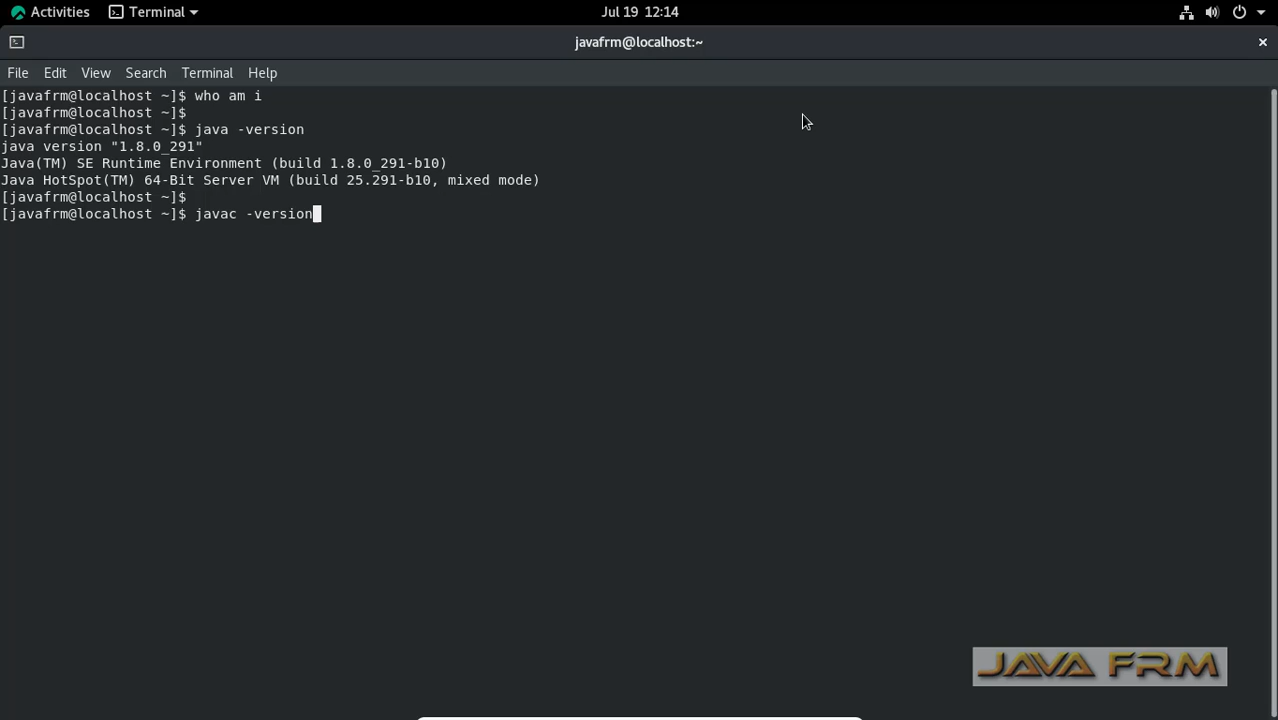 Activities Terminal Jul 19 12:14
javafrm@localhost:~
File Edit View Search Terminal Help
[javafrm@localhost ~]$ who am i
[javafrm@localhost ~]$
[javafrm@localhost ~]$ java -version
java version "1.8.0_291"
Java(TM) SE Runtime Environment (build 1.8.0_291-b10)
Java HotSpot(TM) 64-Bit Server VM (build 25.291-b10, mixed mode)
[javafrm@localhost ~]$
[javafrm@localhost ~]$ javac -version
JAVA FRM